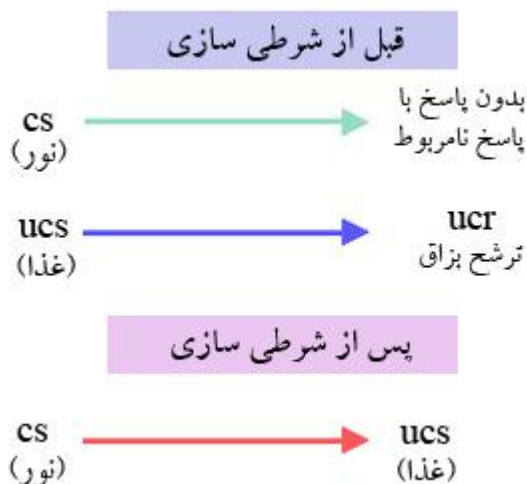 قبل از شرطی سازی
بدون پاسخ با
پاسخ نامربوط
cs
(نور)
ucs
(غذا)
ucr
ترشح بزاق
پس از شرطی سازی
cs
(نور)
ucs
(غذا)